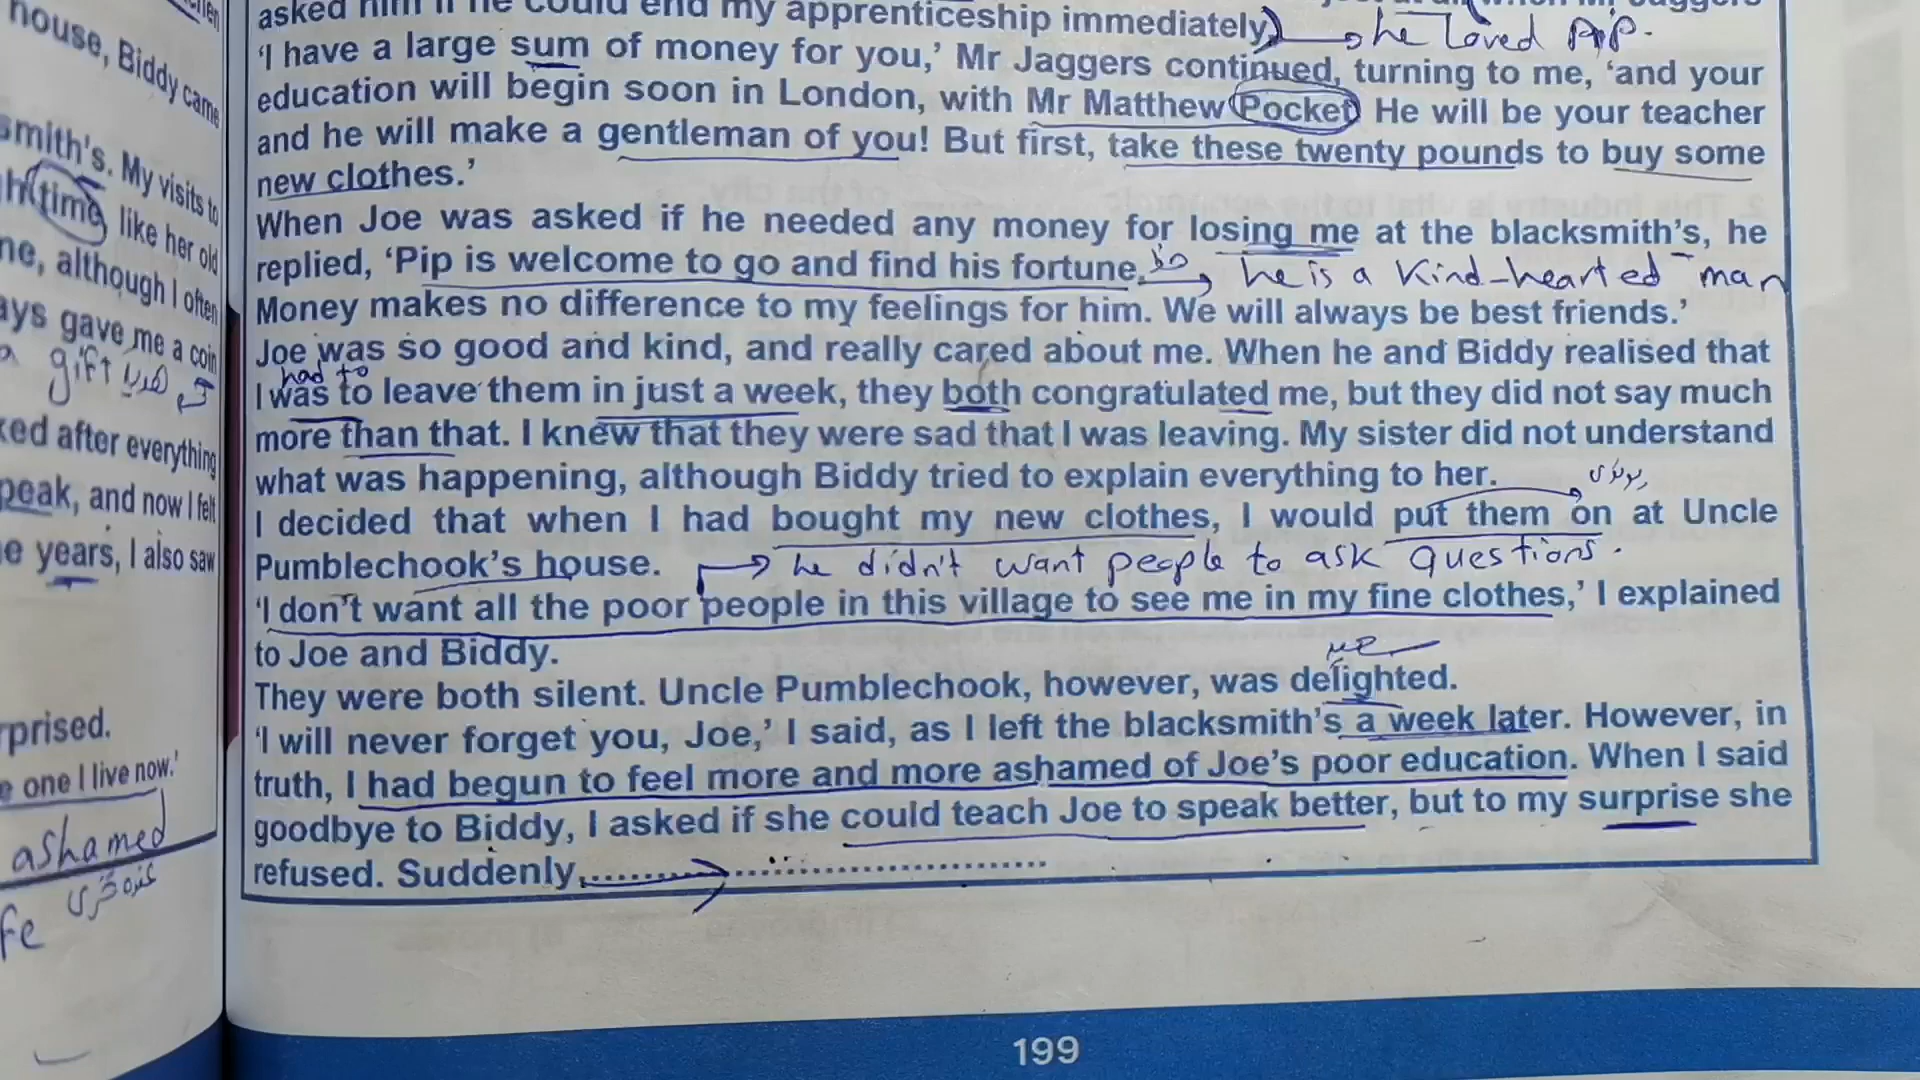 house, Biddy came
smith's. My visits to
time like her old
ne, although I often
ays gave me a coin
a gift
ked after everything
peak, and now I felt
e years, I also saw
rprised.
e one I live now.'
ashamed
fe
asked him if he could end my apprenticeship immediately. he loved Pip.
'I have a large sum of money for you,' Mr Jaggers continued, turning to me, 'and your
education will begin soon in London, with Mr Matthew Pocket. He will be your teacher
and he will make a gentleman of you! But first, take these twenty pounds to buy some
new clothes.'
When Joe was asked if he needed any money for losing me at the blacksmith's, he
replied, 'Pip is welcome to go and find his fortune. he is a kind-hearted man
Money makes no difference to my feelings for him. We will always be best friends.'
Joe was so good and kind, and really cared about me. When he and Biddy realised that
had to
I was to leave them in just a week, they both congratulated me, but they did not say much
more than that. I knew that they were sad that I was leaving. My sister did not understand
what was happening, although Biddy tried to explain everything to her.
I decided that when I had bought my new clothes, I would put them on at Uncle
Pumblechook's house. he didn't want people to ask questions.
'I don't want all the poor people in this village to see me in my fine clothes,' I explained
to Joe and Biddy.
They were both silent. Uncle Pumblechook, however, was delighted.
'I will never forget you, Joe,' I said, as I left the blacksmith's a week later. However, in
truth, I had begun to feel more and more ashamed of Joe's poor education. When I said
goodbye to Biddy, I asked if she could teach Joe to speak better, but to my surprise she
refused. Suddenly,...............................
199